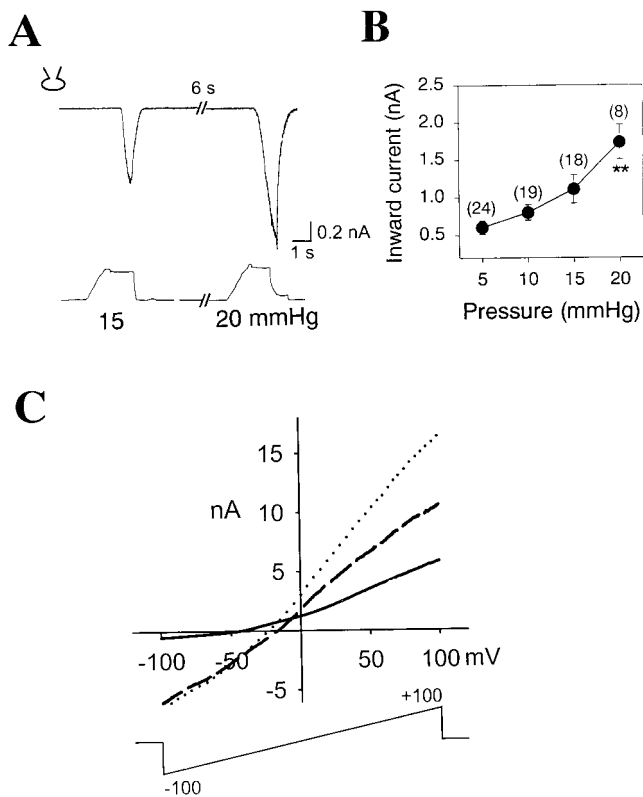 A
6 s
0.2 nA
1 s
15
20 mmHg
B
Inward current (nA)
2.5
2.0
1.5
1.0
0.5
(24)
(19)
(18)
(8)
**
5 10 15 20
Pressure (mmHg)
C
nA
15
10
5
-5
-100 -50 50 100 mV
+100
-100